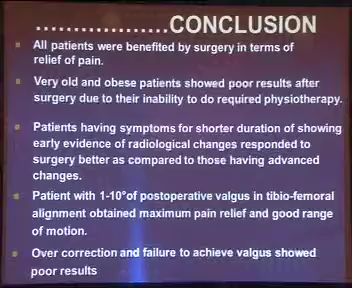 ..................CONCLUSION
All patients were benefited by surgery in terms of
relief of pain.
Very old and obese patients showed poor results after
surgery due to their inability to do required physiotherapy.
Patients having symptoms for shorter duration of showing
early evidence of radiological changes responded to
surgery better as compared to those having advanced
changes.
Patient with 1-10°of postoperative valgus in tibio-femoral
alignment obtained maximum pain relief and good range
of motion.
Over correction and failure to achieve valgus showed
poor results